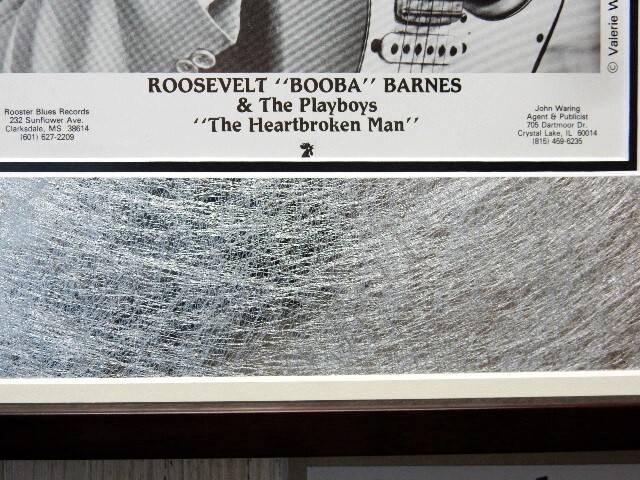 © Valerie W
ROOSEVELT "BOOBA" BARNES
& The Playboys
"The Heartbroken Man"
Rooster Blues Records
232 Sunflower Ave.
Clarksdale, MS 38614
(601) 627-2209
John Waring
Agent & Publicist
705 Dartmoor Dr.
Crystal Lake, IL 60014
(815) 459-6235